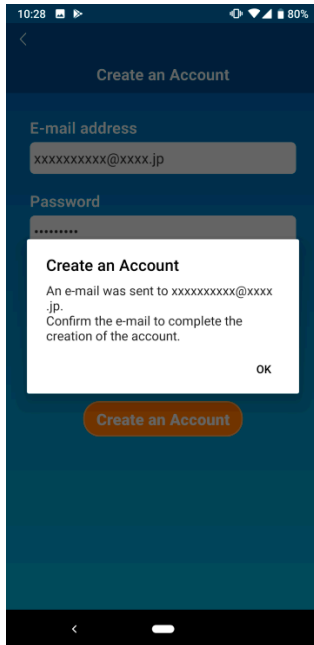 10:28
80%
Create an Account
E-mail address
xxxxxxxxxx@xxxx.jp
Password
•••••••••
Create an Account
An e-mail was sent to xxxxxxxxxx@xxxx
.jp.
Confirm the e-mail to complete the
creation of the account.
OK
Create an Account